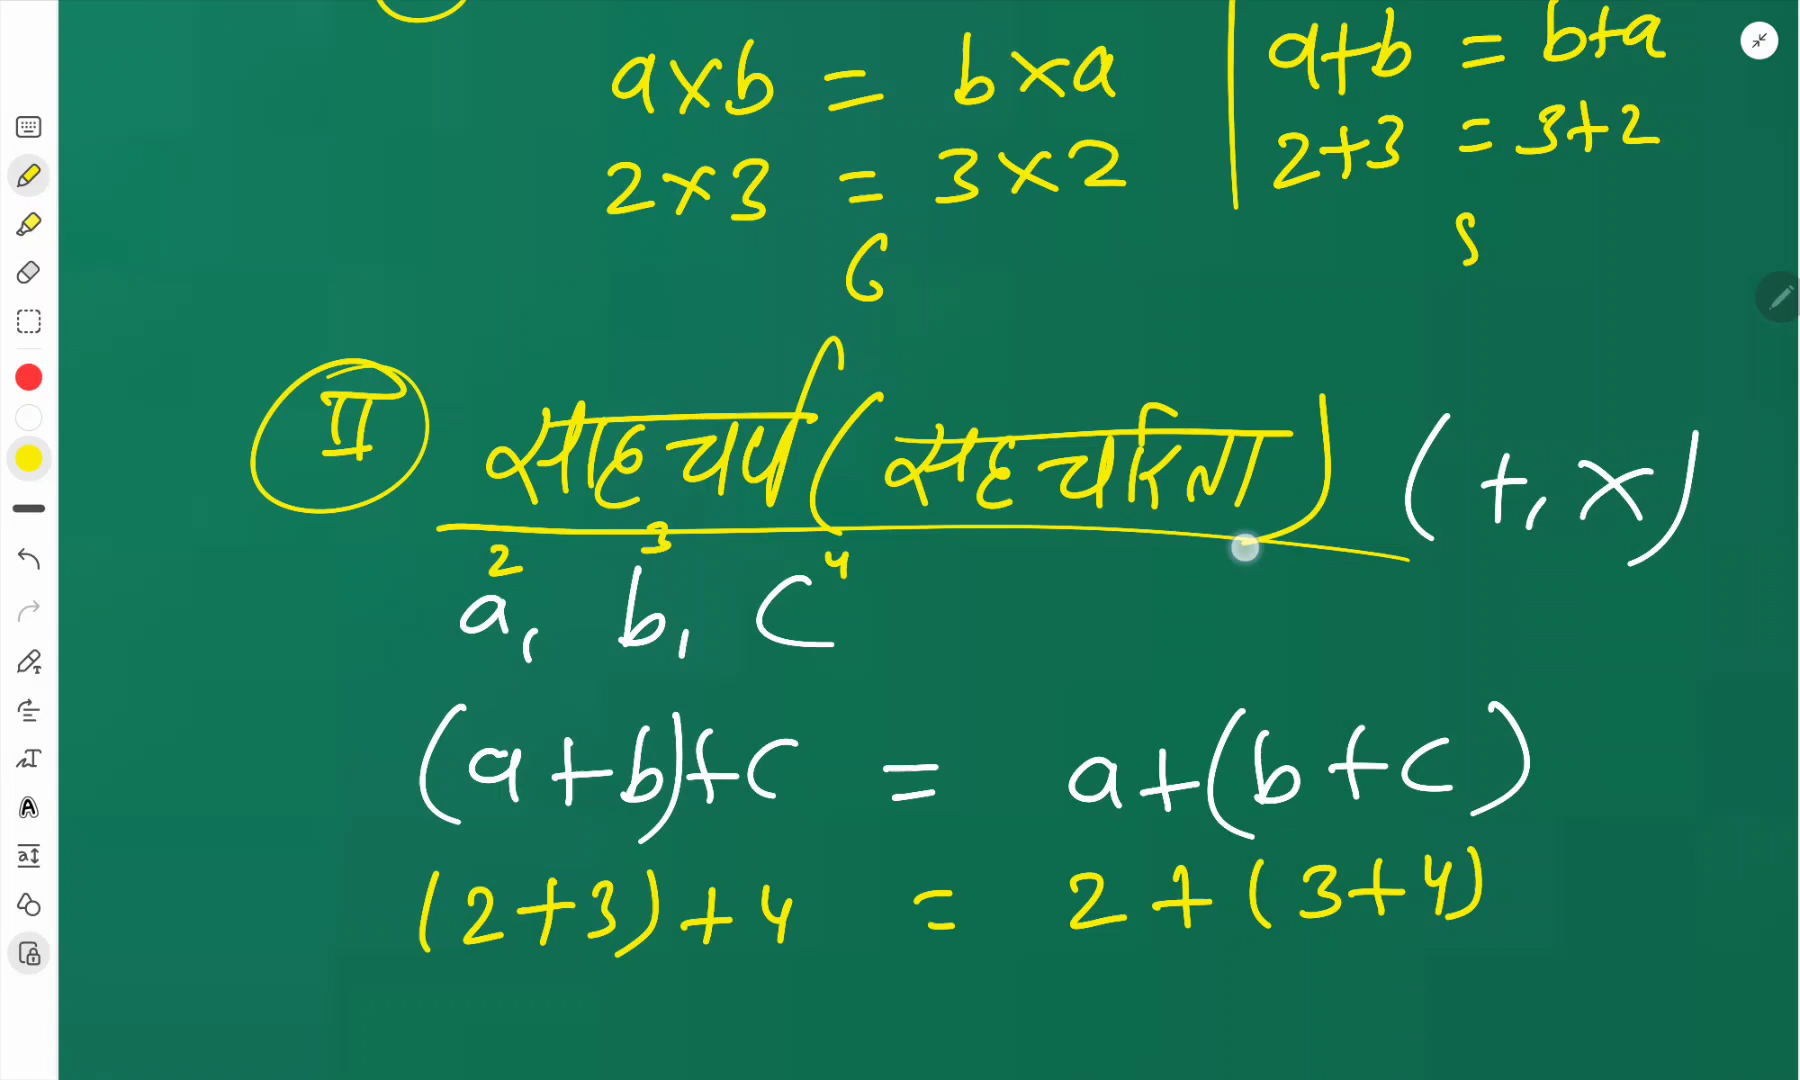 a×b = b×a
2×3 = 3×2
6
a+b = b+a
2+3 = 3+2
5
II साहचर्य (सहचरिता) (+, ×)
2 3 4
a, b, c
(a+b)+c = a+(b+c)
(2+3)+4 = 2+(3+4)